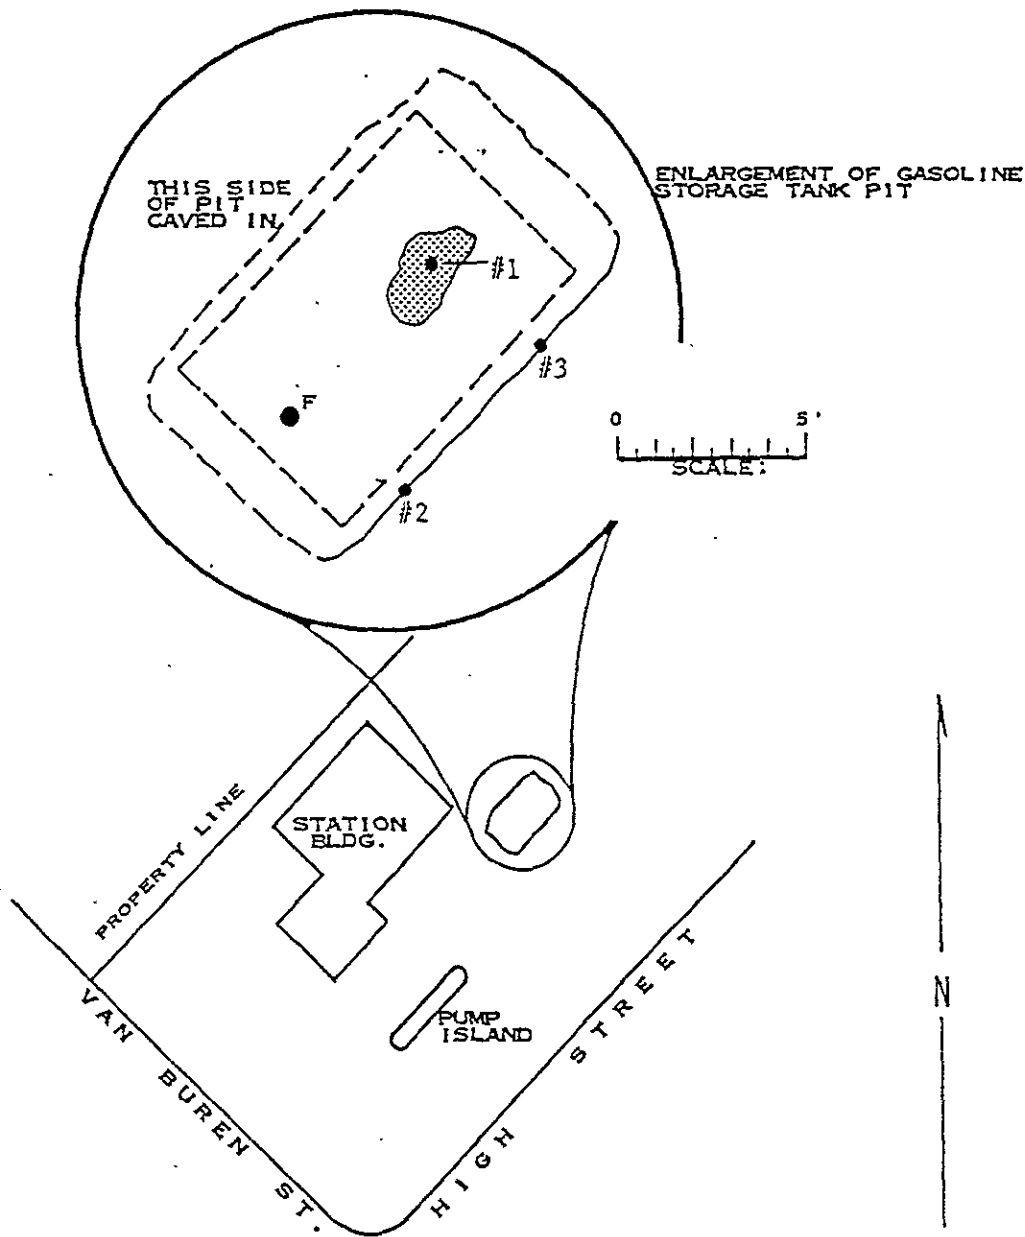 THIS SIDE
OF PIT
CAVED IN
ENLARGEMENT OF GASOLINE
STORAGE TANK PIT
#1
#3
F
#2
0 5'
SCALE:
STATION
BLDG.
PROPERTY LINE
PUMP
ISLAND
VAN BUREN ST.
HIGH STREET
N